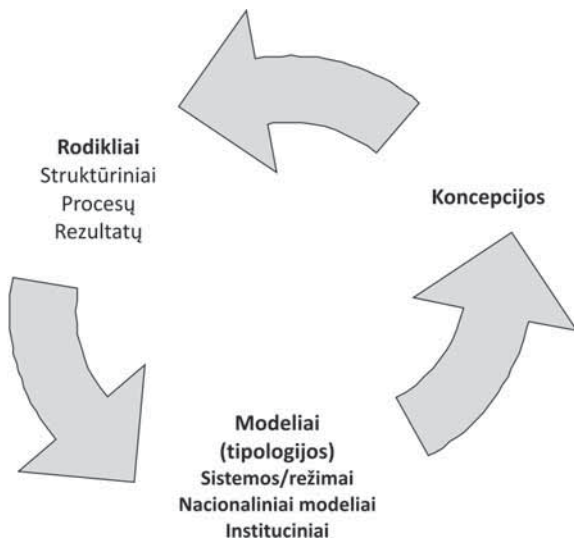 Rodikliai
Struktūriniai
Procesų
Rezultatų
Koncepcijos
Modeliai
(tipologijos)
Sistemos/režimai
Nacionaliniai modeliai
Instituciniai